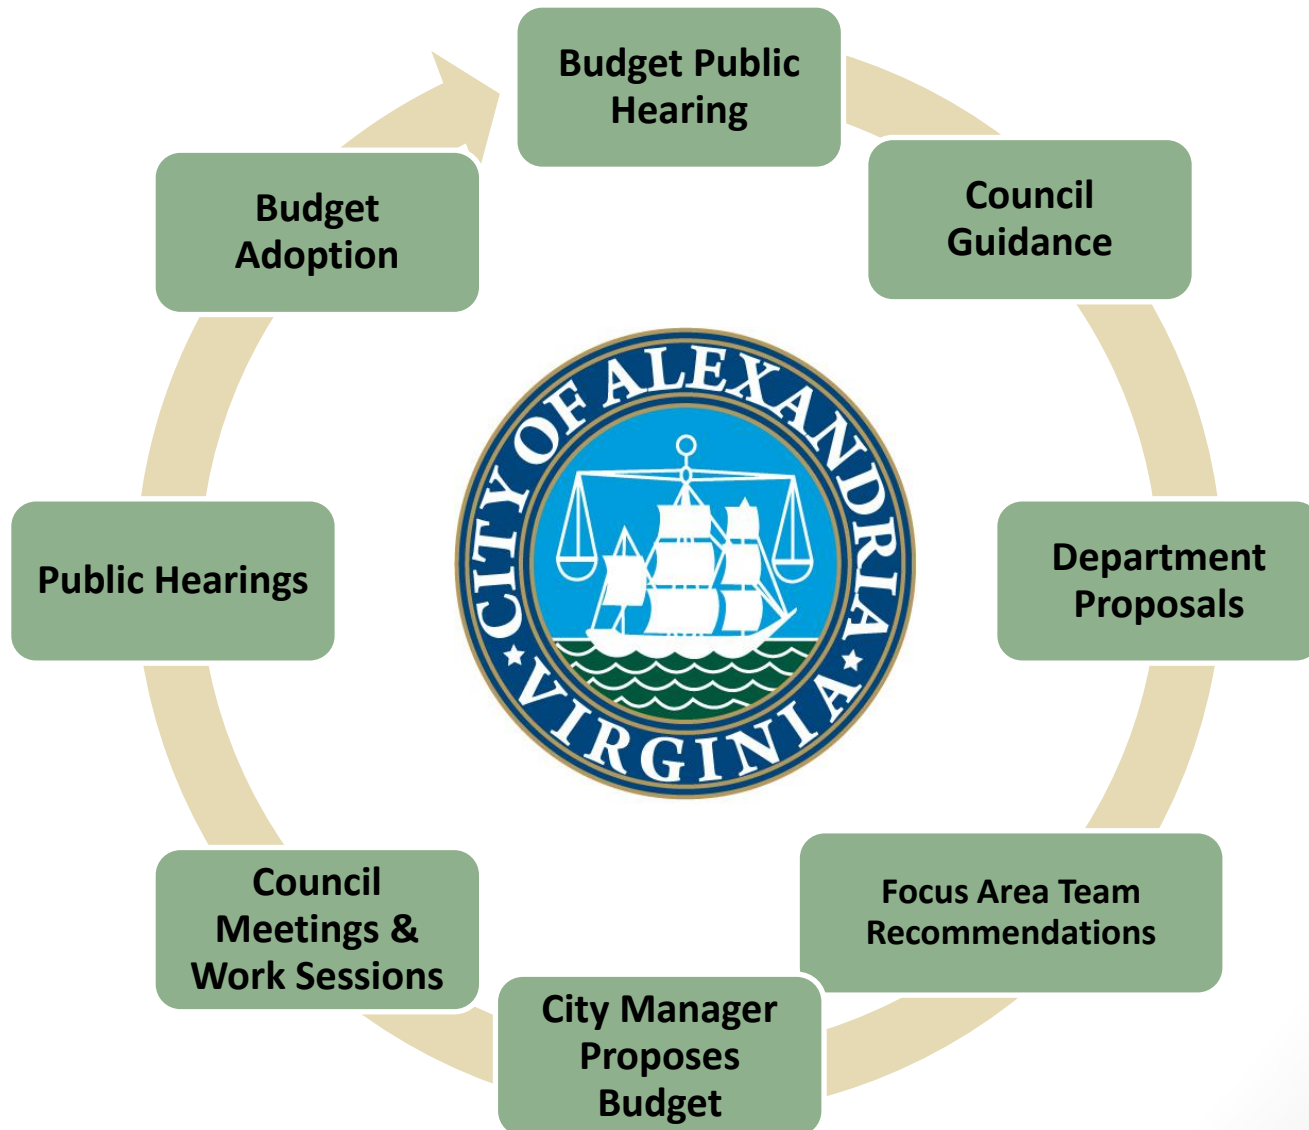 Budget Public
Hearing
Council
Guidance
Department
Proposals
Focus Area Team
Recommendations
City Manager
Proposes
Budget
Council
Meetings &
Work Sessions
Public Hearings
Budget
Adoption
CITY OF ALEXANDRIA
VIRGINIA